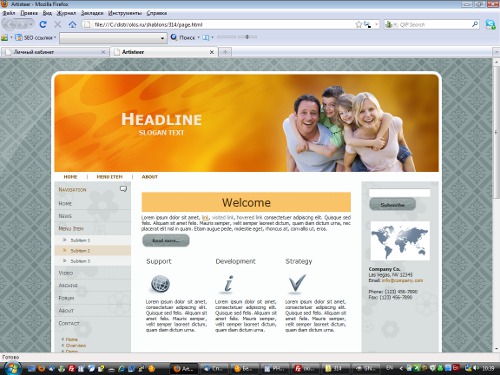 Artisteer - Mozilla Firefox
Файл Правка Вид Журнал Закладки Инструменты Справка
SEO ссылки
Поиск
Личный кабинет
Artisteer
HEADLINE
SLOGAN TEXT
HOME
MENU ITEM
ABOUT
NAVIGATION
HOME
NEWS
MENU ITEM
Subitem 1
Subitem 2
Subitem 3
VIDEO
ARCHIVE
FORUM
ABOUT
CONTACT
Home
Overview
Welcome
Lorem ipsum dolor sit amet, link, visited link, hovered link consectetuer adipiscing elit. Quisque
sed felis. Aliquam sit amet felis. Mauris semper, velit semper laoreet dictum, quam diam dictum urna, nec
placerat elit nisl in quam. Etiam augue pede, molestie eget, rhoncus at, convallis ut, eros.
Read more...
Support
Development
Strategy
Lorem ipsum dolor sit amet,
consectetuer adipiscing elit.
Quisque sed felis. Aliquam sit
amet felis. Mauris semper,
velit semper laoreet dictum,
quam diam dictum urna.
Lorem ipsum dolor sit amet,
consectetuer adipiscing elit.
Quisque sed felis. Aliquam sit
amet felis. Mauris semper,
velit semper laoreet dictum,
quam diam dictum urna.
Lorem ipsum dolor sit amet,
consectetuer adipiscing elit.
Quisque sed felis. Aliquam sit
amet felis. Mauris semper,
velit semper laoreet dictum,
quam diam dictum urna.
Subscribe
Company Co.
Las Vegas, NV 12345
Email: info@company.com
Phone: (123) 456-7890
Fax: (123) 456-7890
Готово
EN
10:39